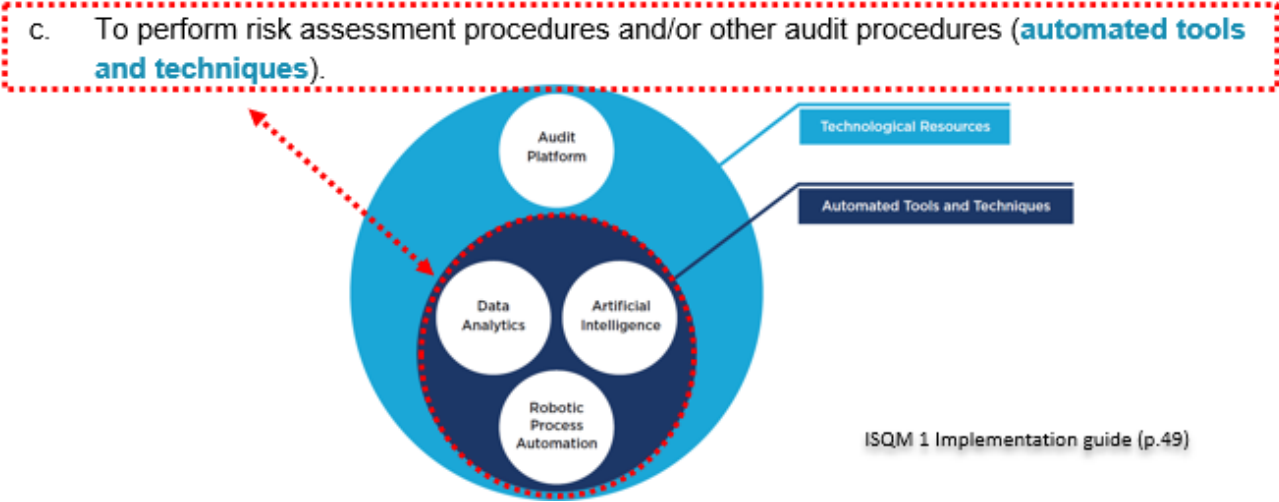 c. To perform risk assessment procedures and/or other audit procedures (automated tools
and techniques).
Audit
Platform
Technological Resources
Automated Tools and Techniques
Data
Analytics
Artificial
Intelligence
Robotic
Process
Automation
ISQM 1 Implementation guide (p.49)